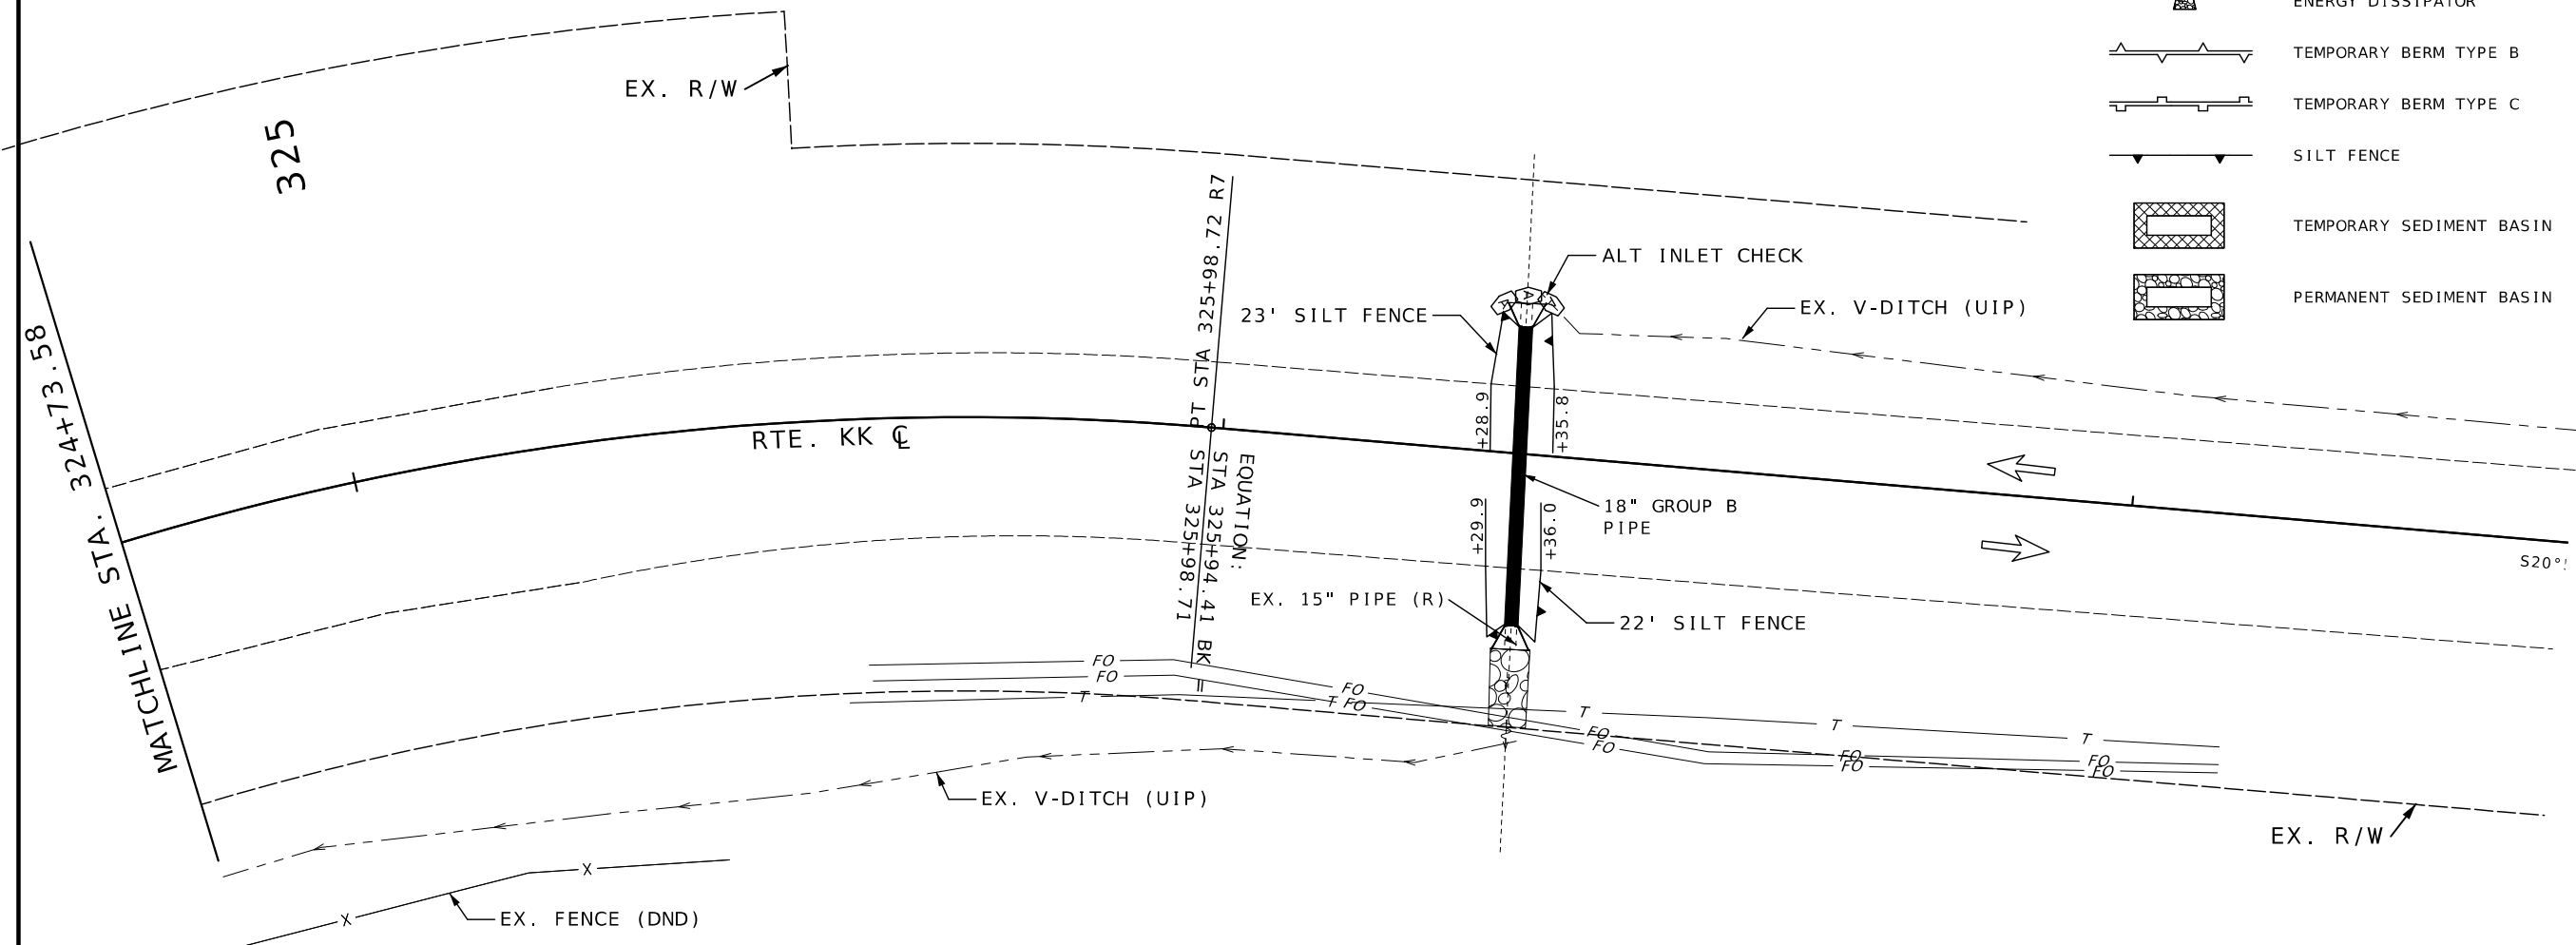 ENERGY DISSIPATOR
TEMPORARY BERM TYPE B
TEMPORARY BERM TYPE C
SILT FENCE
TEMPORARY SEDIMENT BASIN
PERMANENT SEDIMENT BASIN
EX. R/W
325
PT STA 325+98.72 R7
ALT INLET CHECK
A
23' SILT FENCE
EX. V-DITCH (UIP)
MATCHLINE STA. 324+73.58
+28.9
+35.8
RTE. KK ℄
EQUATION:
STA 325+94.41 BK
=
STA 325+98.71
18" GROUP B
PIPE
+29.9
+36.0
S20°
EX. 15" PIPE (R)
22' SILT FENCE
FO
FO
FO
T
T
FO
T
T
T
FO
FO
FO
FO
FO
FO
EX. V-DITCH (UIP)
EX. R/W
X
X
EX. FENCE (DND)